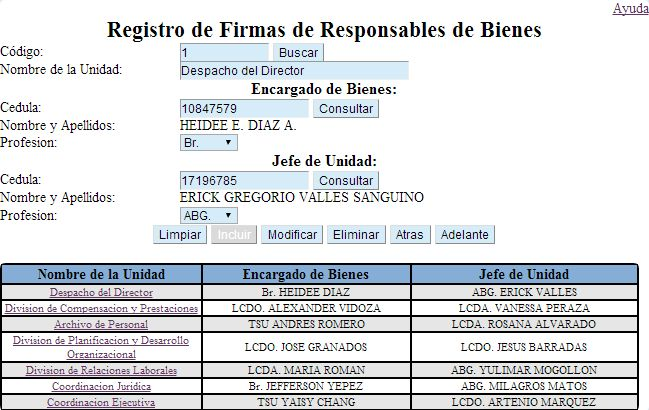 Ayuda
Registro de Firmas de Responsables de Bienes
Código: 1 Buscar
Nombre de la Unidad: Despacho del Director
Encargado de Bienes:
Cedula: 10847579 Consultar
Nombre y Apellidos: HEIDEE E. DIAZ A.
Profesion: Br.
Jefe de Unidad:
Cedula: 17196785 Consultar
Nombre y Apellidos: ERICK GREGORIO VALLES SANGUINO
Profesion: ABG.
Limpiar Incluir Modificar Eliminar Atras Adelante
Nombre de la Unidad Encargado de Bienes Jefe de Unidad
Despacho del Director Br. HEIDEE DIAZ ABG. ERICK VALLES
Division de Compensacion y Prestaciones LCDO. ALEXANDER VIDOZA LCDA. VANESSA PERAZA
Archivo de Personal TSU ANDRES ROMERO LCDA. ROSANA ALVARADO
Division de Planificacion y Desarrollo
Organizacional LCDO. JOSE GRANADOS LCDO. JESUS BARRADAS
Division de Relaciones Laborales LCDA. MARIA ROMAN ABG. YULIMAR MOGOLLON
Coordinacion Juridica Br. JEFFERSON YEPEZ ABG. MILAGROS MATOS
Coordinacion Ejecutiva TSU YAISY CHANG LCDO. ARTENIO MARQUEZ